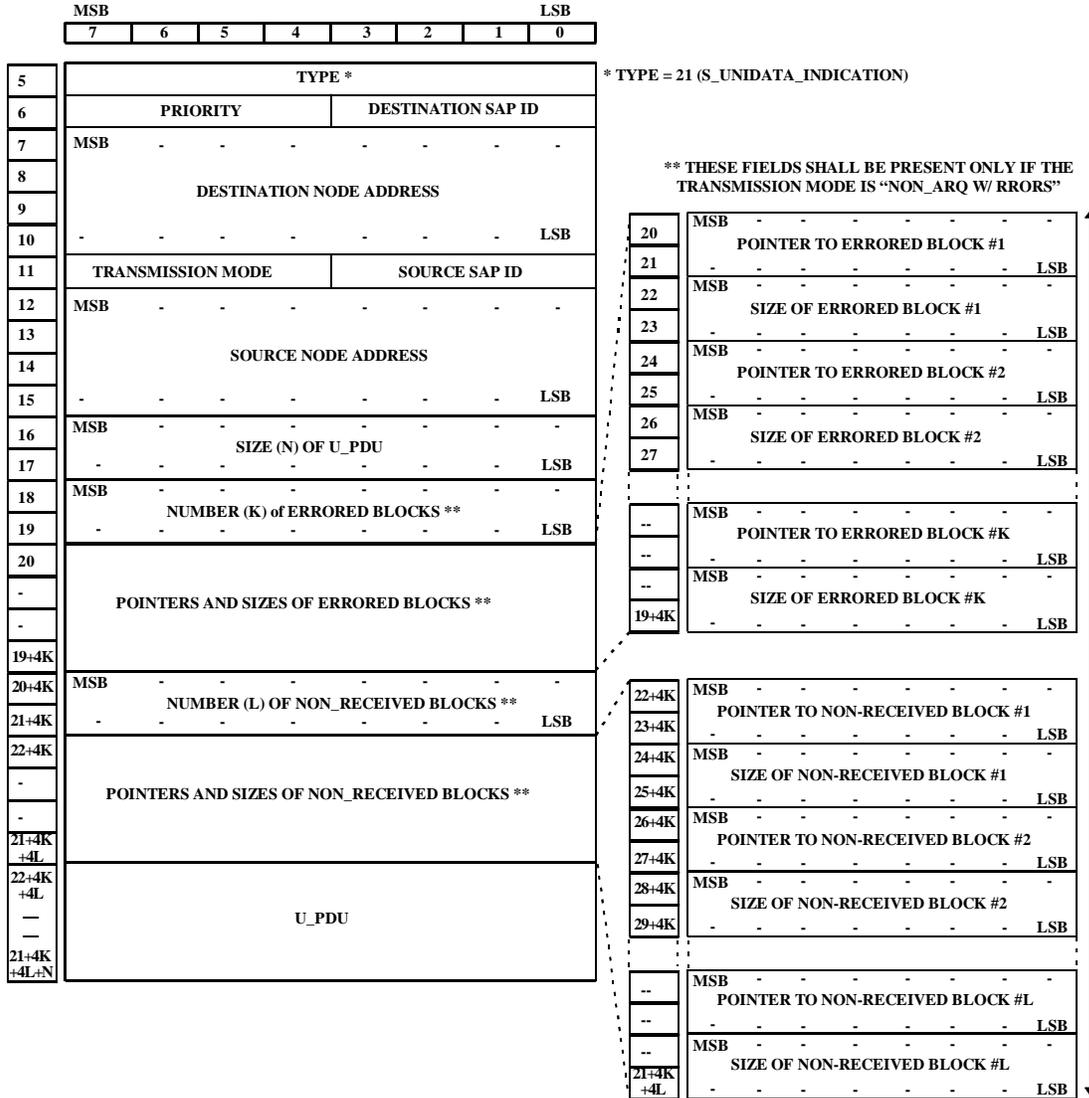 MSB LSB
7 6 5 4 3 2 1 0
5 TYPE * * TYPE = 21 (S_UNIDATA_INDICATION)
6 PRIORITY DESTINATION SAP ID
7 MSB - - - - - - -
8
DESTINATION NODE ADDRESS
9
10 - - - - - - - LSB
11 TRANSMISSION MODE SOURCE SAP ID
12 MSB - - - - - - -
13
SOURCE NODE ADDRESS
14
15 - - - - - - - LSB
16 MSB - - - - - - -
SIZE (N) OF U_PDU
17 - - - - - - - LSB
18 MSB - - - - - - -
NUMBER (K) of ERRORED BLOCKS **
19 - - - - - - - LSB
20
-
POINTERS AND SIZES OF ERRORED BLOCKS **
-
19+4K
20+4K MSB - - - - - - -
NUMBER (L) OF NON_RECEIVED BLOCKS **
21+4K - - - - - - - LSB
22+4K
-
POINTERS AND SIZES OF NON_RECEIVED BLOCKS **
-
21+4K
+4L
22+4K
+4L
—
U_PDU
—
21+4K
+4L+N
** THESE FIELDS SHALL BE PRESENT ONLY IF THE
TRANSMISSION MODE IS “NON_ARQ W/ RRORS”
20 MSB - - - - - - -
POINTER TO ERRORED BLOCK #1
21 - - - - - - - LSB
22 MSB - - - - - - -
SIZE OF ERRORED BLOCK #1
23 - - - - - - - LSB
24 MSB - - - - - - -
POINTER TO ERRORED BLOCK #2
25 - - - - - - - LSB
26 MSB - - - - - - -
SIZE OF ERRORED BLOCK #2
27 - - - - - - - LSB
-- MSB - - - - - - -
POINTER TO ERRORED BLOCK #K
-- - - - - - - - LSB
-- MSB - - - - - - -
SIZE OF ERRORED BLOCK #K
19+4K - - - - - - - LSB
22+4K MSB - - - - - - -
POINTER TO NON-RECEIVED BLOCK #1
23+4K - - - - - - - LSB
24+4K MSB - - - - - - -
SIZE OF NON-RECEIVED BLOCK #1
25+4K - - - - - - - LSB
26+4K MSB - - - - - - -
POINTER TO NON-RECEIVED BLOCK #2
27+4K - - - - - - - LSB
28+4K MSB - - - - - - -
SIZE OF NON-RECEIVED BLOCK #2
29+4K - - - - - - - LSB
-- MSB - - - - - - -
POINTER TO NON-RECEIVED BLOCK #L
-- - - - - - - - LSB
-- MSB - - - - - - -
SIZE OF NON-RECEIVED BLOCK #L
21+4K
+4L - - - - - - - LSB